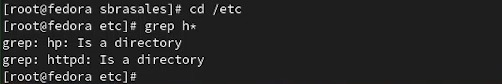 [root@fedora sbrasales]# cd /etc
[root@fedora etc]# grep h*
grep: hp: Is a directory
grep: httpd: Is a directory
[root@fedora etc]#